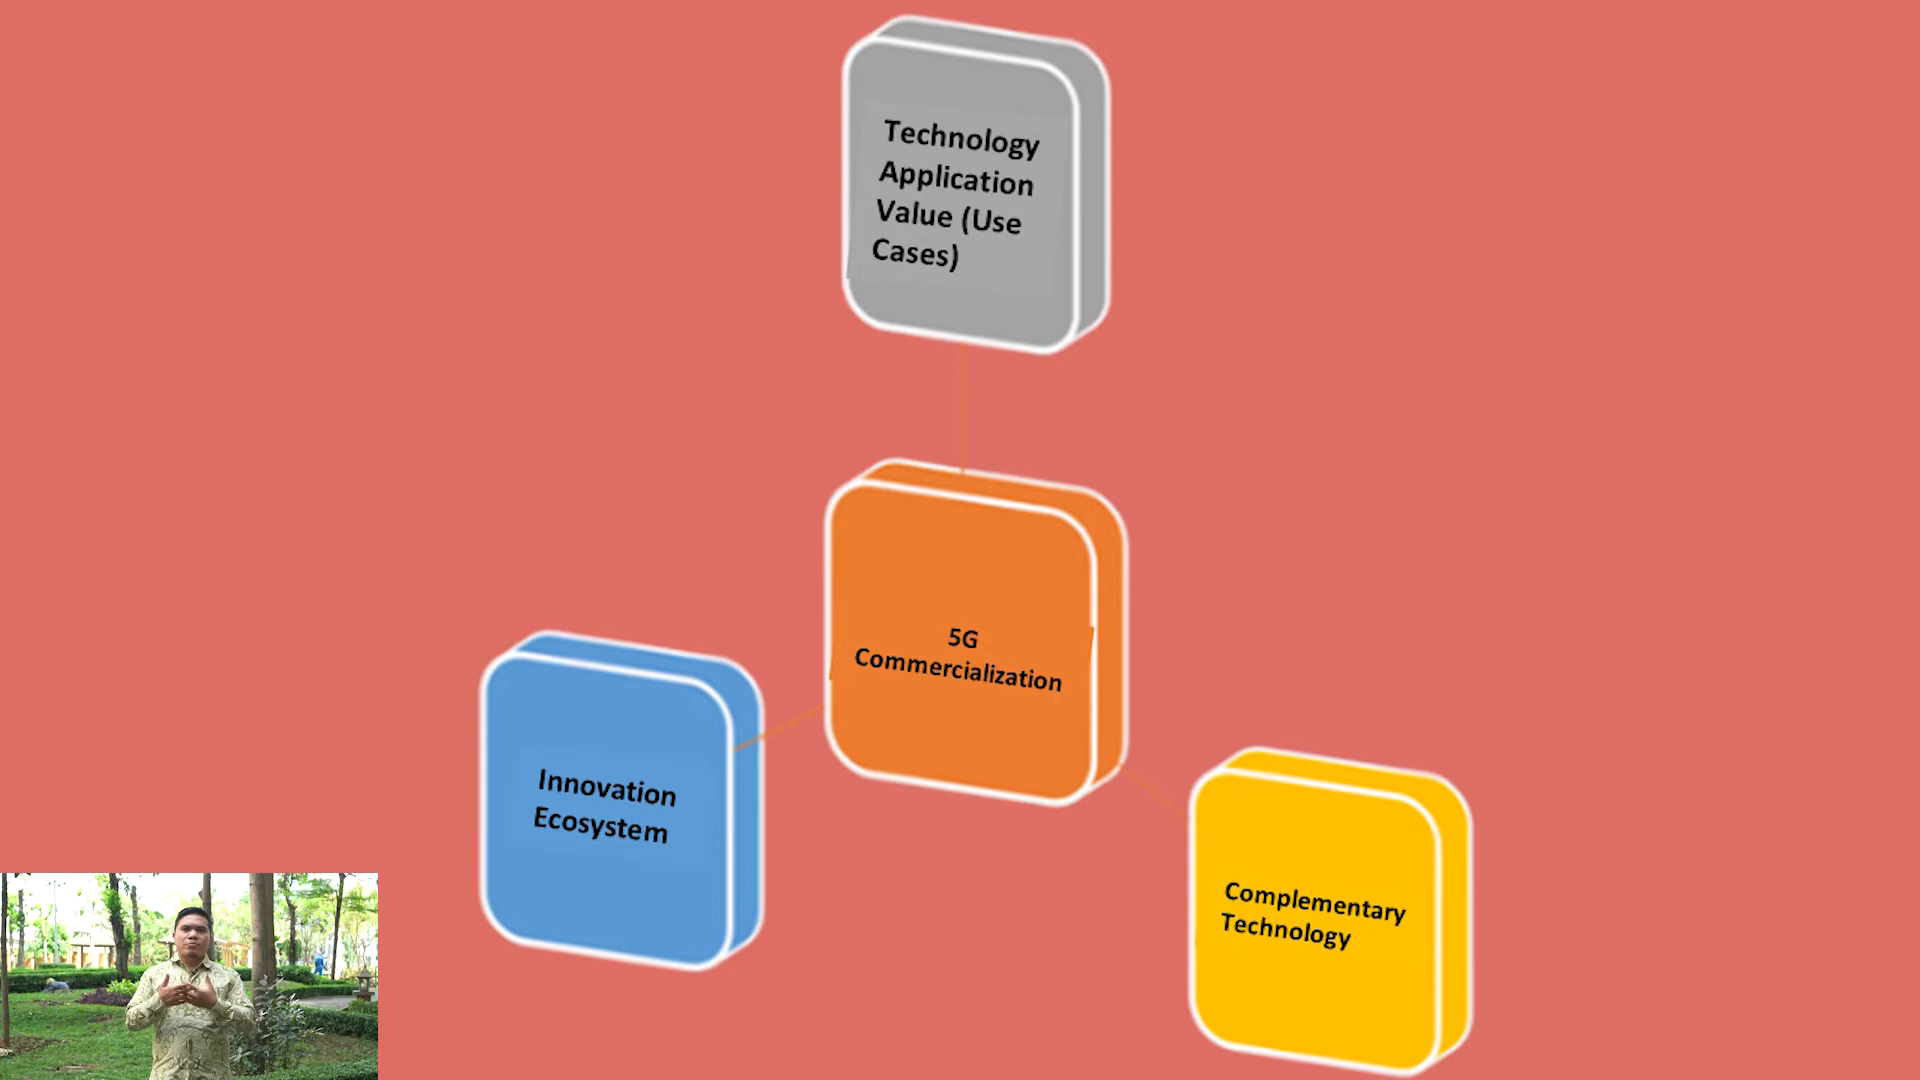 Technology
Application
Value (Use
Cases)
5G
Commercialization
Innovation
Ecosystem
Complementary
Technology